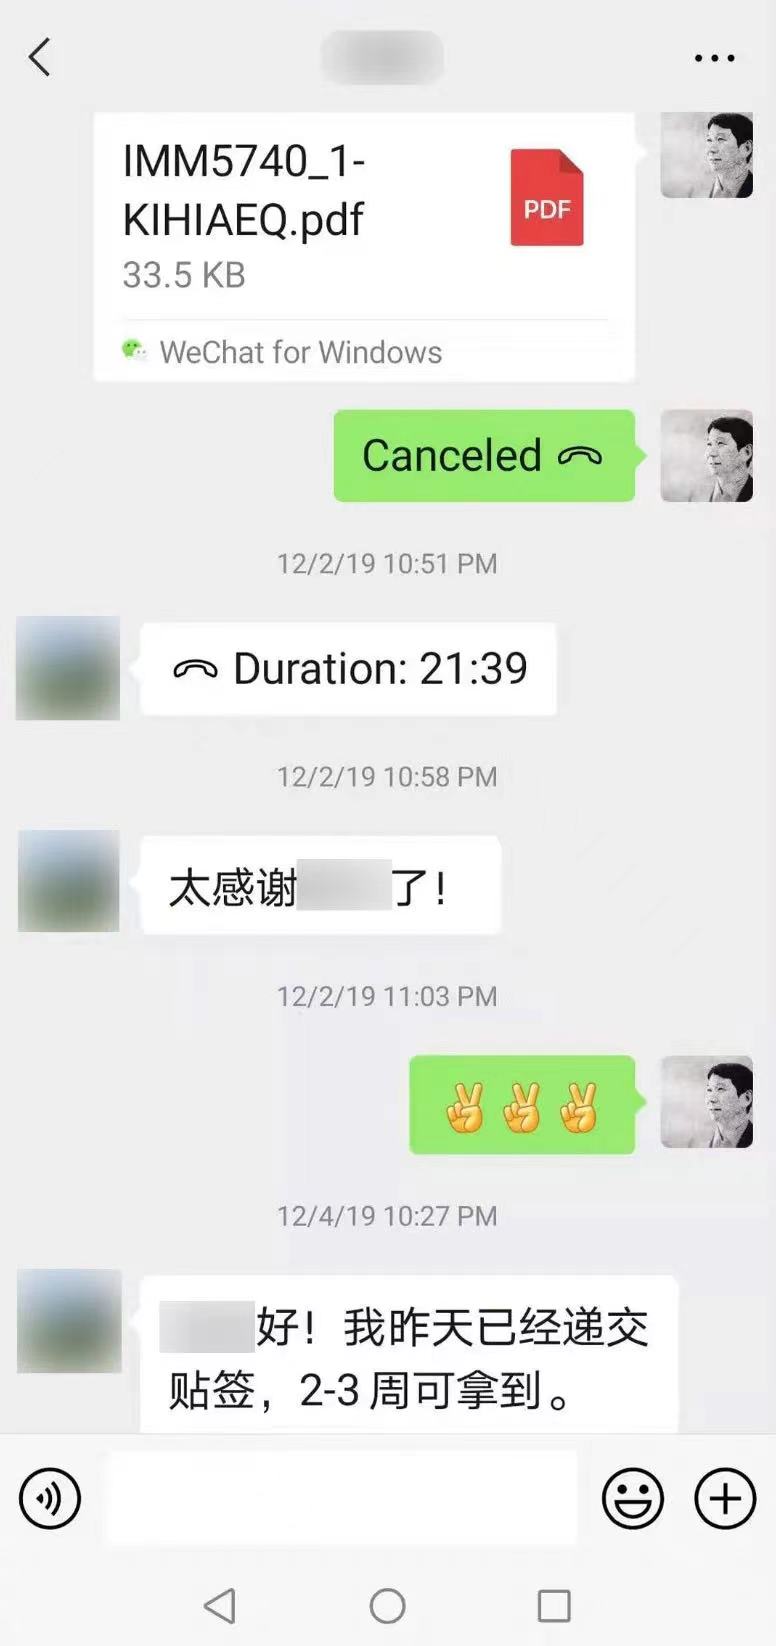 IMM5740_1-
KIHIAEQ.pdf
33.5 KB
PDF
WeChat for Windows
Canceled
12/2/19 10:51 PM
Duration: 21:39
12/2/19 10:58 PM
太感谢 了!
12/2/19 11:03 PM
12/4/19 10:27 PM
好！我昨天已经递交
贴签，2-3周可拿到。